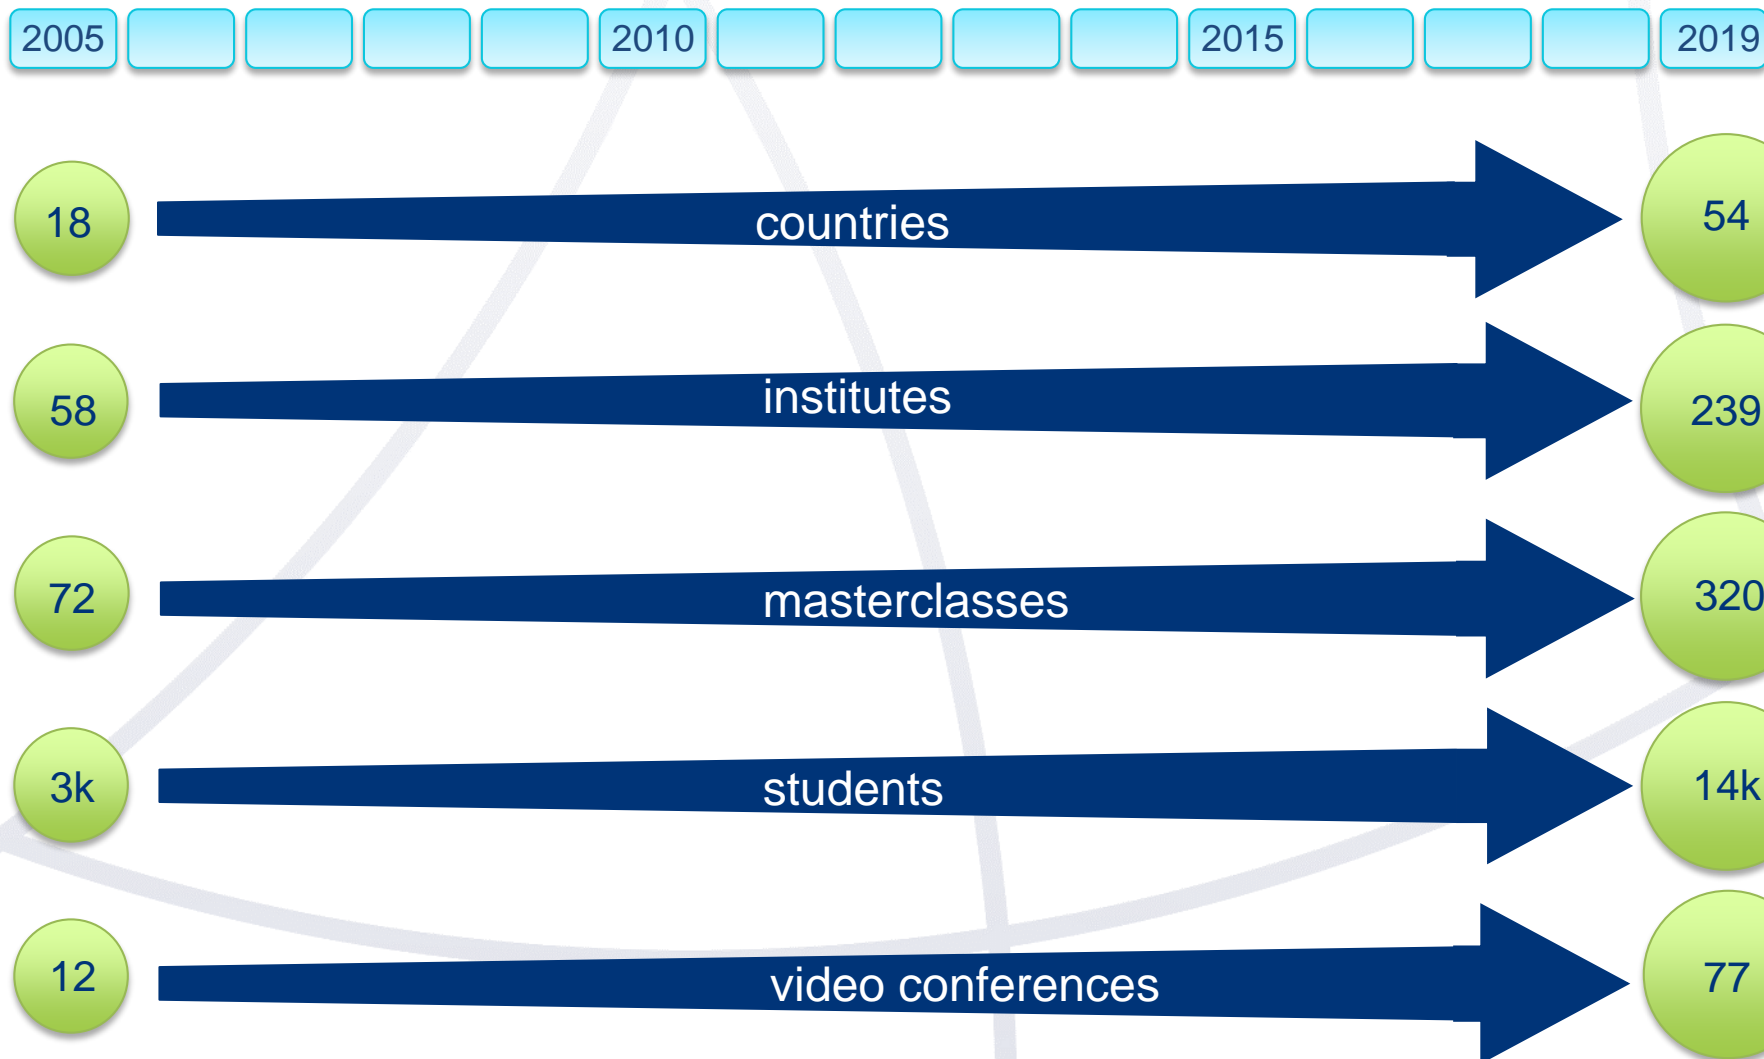 2005 2010 2015 2019
18 countries 54
58 institutes 239
72 masterclasses 320
3k students 14k
12 video conferences 77